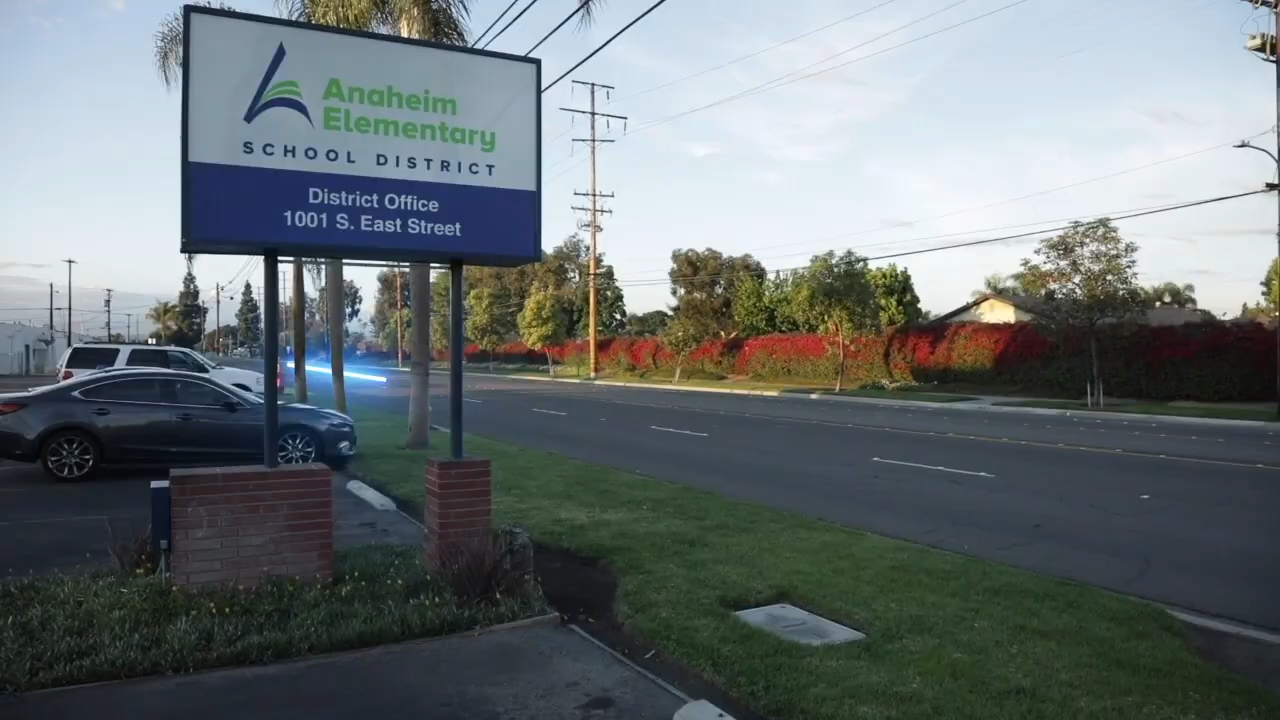 Anaheim
Elementary
SCHOOL DISTRICT
District Office
1001 S. East Street